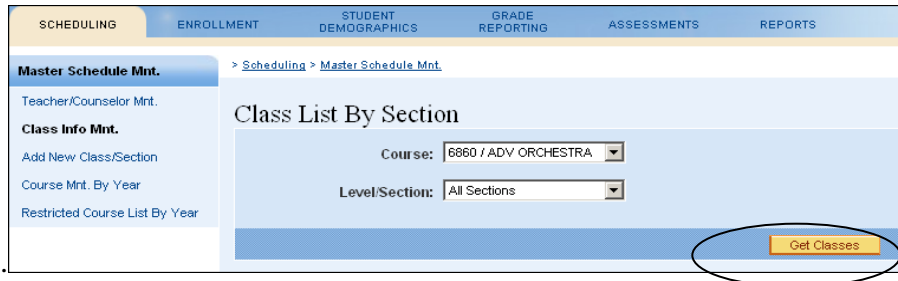 SCHEDULING ENROLLMENT STUDENT DEMOGRAPHICS GRADE REPORTING ASSESSMENTS REPORTS
Master Schedule Mnt.
Teacher/Counselor Mnt.
Class Info Mnt.
Add New Class/Section
Course Mnt. By Year
Restricted Course List By Year
> Scheduling > Master Schedule Mnt.
Class List By Section
Course: 6860 / ADV ORCHESTRA
Level/Section: All Sections
Get Classes
.